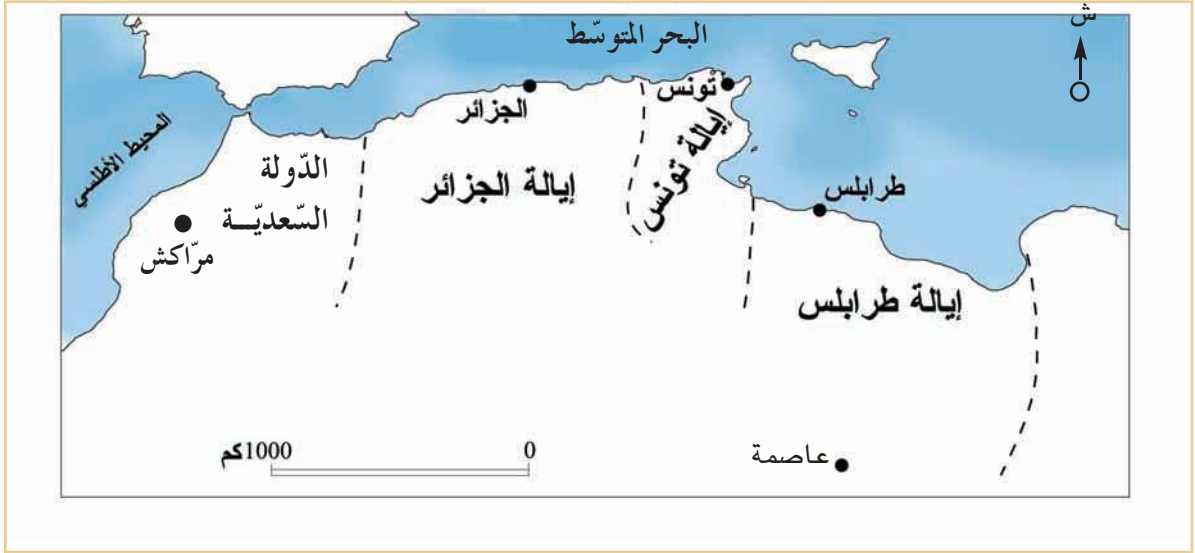 ش
البحر المتوسّط
المحيط الأطلسي
الجزائر
تونس
إيالة تونس
إيالة الجزائر
الدّولة
السّعديّـــة
مرّاكش
طرابلس
إيالة طرابلس
1000كم
0
عاصمة